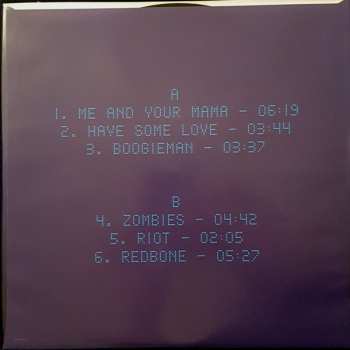 A
1. ME AND YOUR MAMA - 06:19
2. HAVE SOME LOVE - 03:44
3. BOOGIEMAN - 03:37
B
4. ZOMBIES - 04:42
5. RIOT - 02:05
6. REDBONE - 05:27